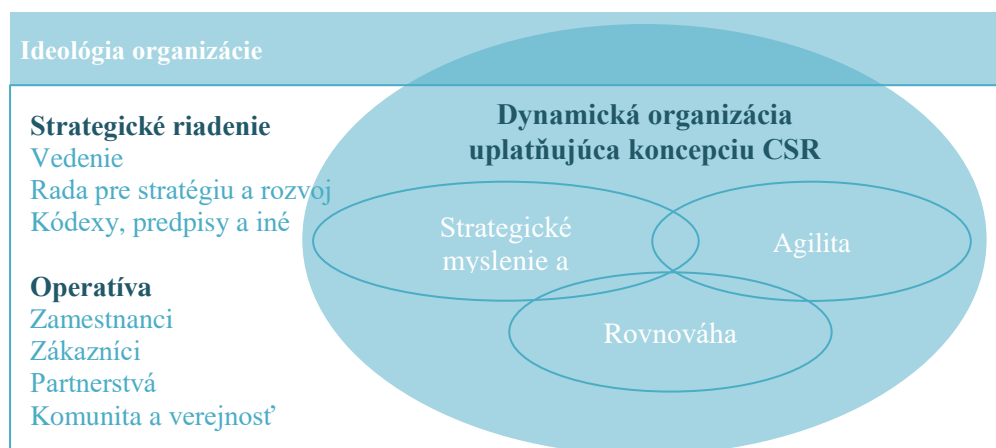 Ideológia organizácie
Strategické riadenie
Vedenie
Rada pre stratégiu a rozvoj
Kódexy, predpisy a iné
Operatíva
Zamestnanci
Zákazníci
Partnerstvá
Komunita a verejnosť
Dynamická organizácia
uplatňujúca koncepciu CSR
Strategické
myslenie a
Agilita
Rovnováha